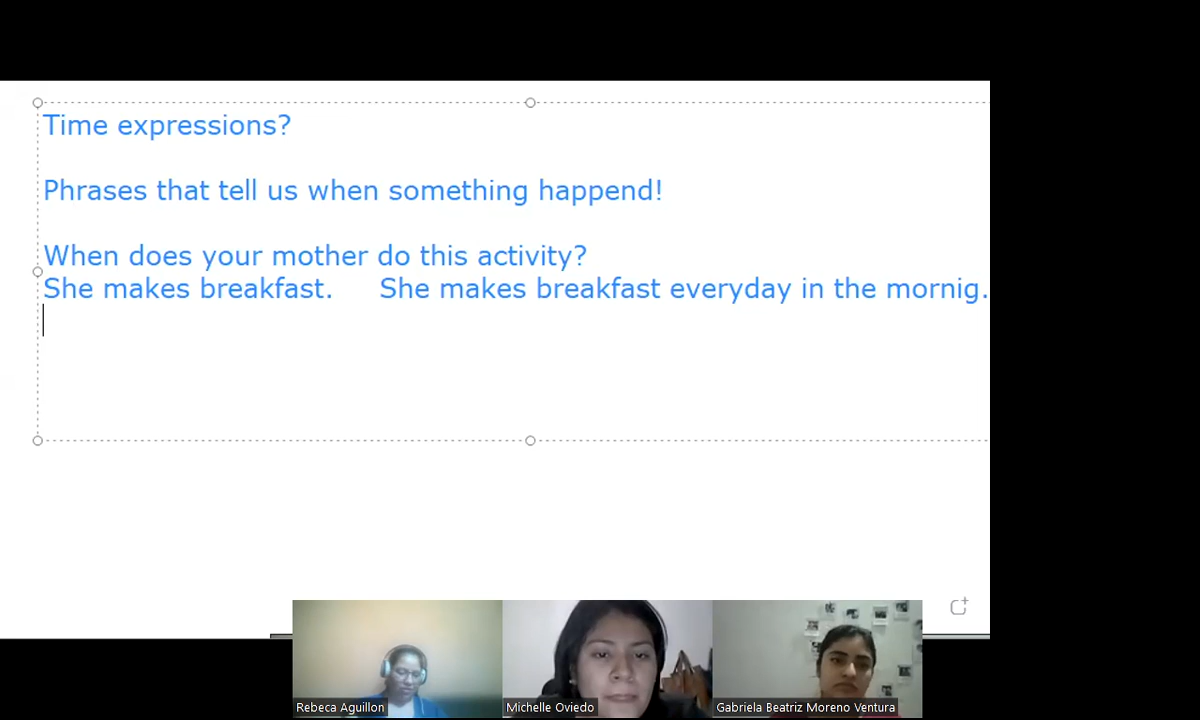 Time expressions?
Phrases that tell us when something happend!
When does your mother do this activity?
She makes breakfast. She makes breakfast everyday in the mornig.
Rebeca Aguillon
Michelle Oviedo
Gabriela Beatriz Moreno Ventura